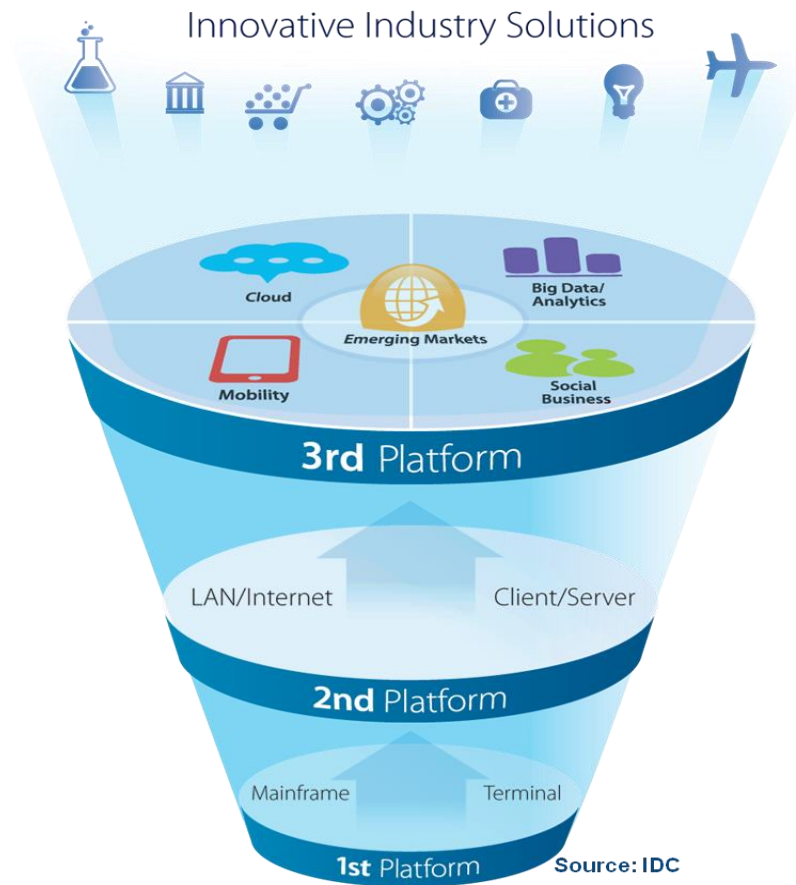 Innovative Industry Solutions
Cloud
Big Data/
Analytics
Emerging Markets
Mobility
Social
Business
3rd Platform
LAN/Internet
Client/Server
2nd Platform
Mainframe
Terminal
1st Platform
Source: IDC